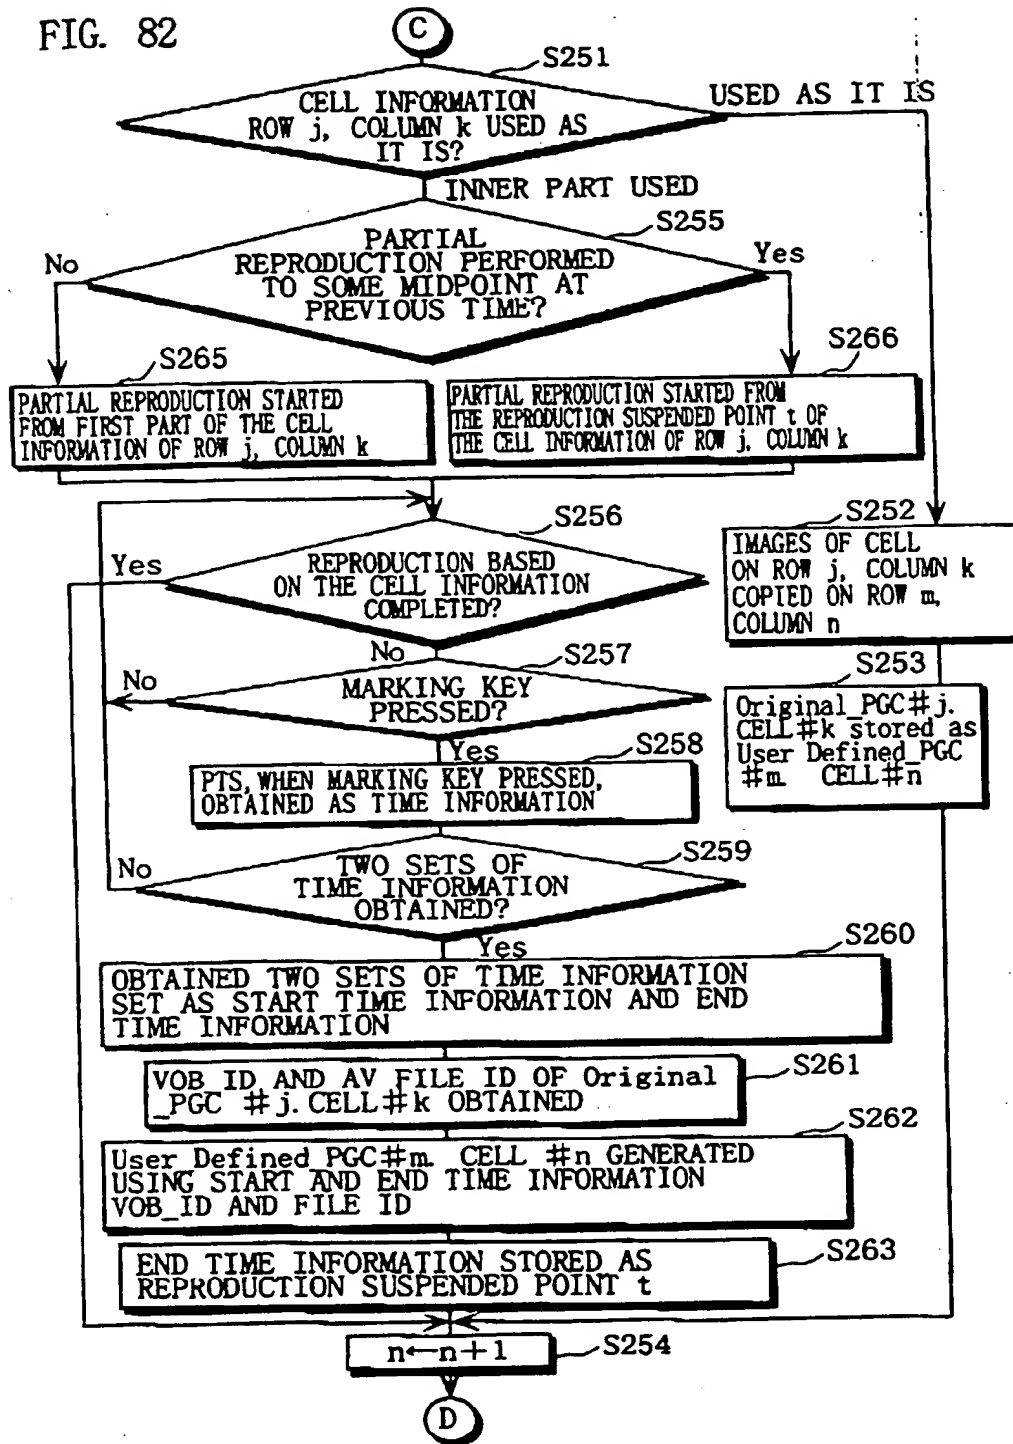 FIG. 82
C
S251
CELL INFORMATION
ROW j, COLUMN k USED AS
IT IS?
USED AS IT IS
INNER PART USED
S255
PARTIAL
REPRODUCTION PERFORMED
TO SOME MIDPOINT AT
PREVIOUS TIME?
No
Yes
S265
PARTIAL REPRODUCTION STARTED
FROM FIRST PART OF THE CELL
INFORMATION OF ROW j, COLUMN k
S266
PARTIAL REPRODUCTION STARTED FROM
THE REPRODUCTION SUSPENDED POINT t OF
THE CELL INFORMATION OF ROW j, COLUMN k
S256
Yes
REPRODUCTION BASED
ON THE CELL INFORMATION
COMPLETED?
No
S252
IMAGES OF CELL
ON ROW j, COLUMN k
COPIED ON ROW m,
COLUMN n
S257
No
MARKING KEY
PRESSED?
Yes
S253
Original_PGC#j.
CELL#k stored as
User Defined_PGC
#m CELL#n
S258
PTS, WHEN MARKING KEY PRESSED,
OBTAINED AS TIME INFORMATION
S259
No
TWO SETS OF
TIME INFORMATION
OBTAINED?
Yes
S260
OBTAINED TWO SETS OF TIME INFORMATION
SET AS START TIME INFORMATION AND END
TIME INFORMATION
S261
VOB_ID AND AV FILE ID OF Original
_PGC #j. CELL#k OBTAINED
S262
User Defined_PGC#m. CELL #n GENERATED
USING START AND END TIME INFORMATION
VOB_ID AND FILE ID
S263
END TIME INFORMATION STORED AS
REPRODUCTION SUSPENDED POINT t
S254
n←n+1
D